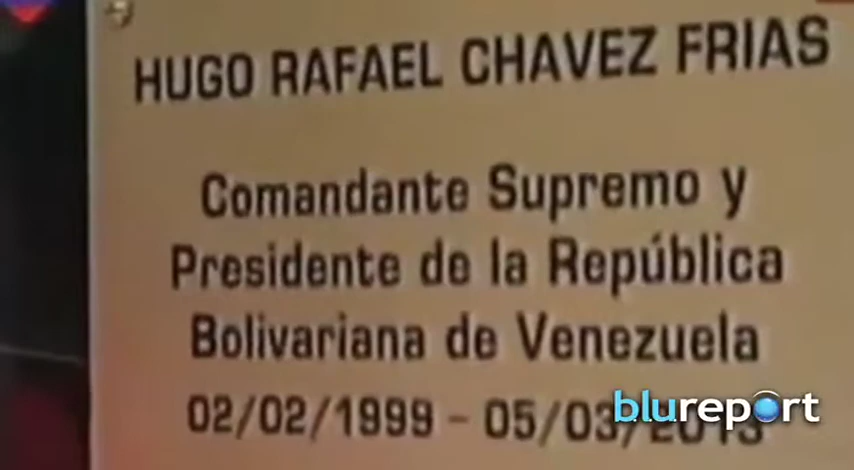 HUGO RAFAEL CHAVEZ FRIAS
Comandante Supremo y
Presidente de la República
Bolivariana de Venezuela
02/02/1999 - 05/03/2013
blureport